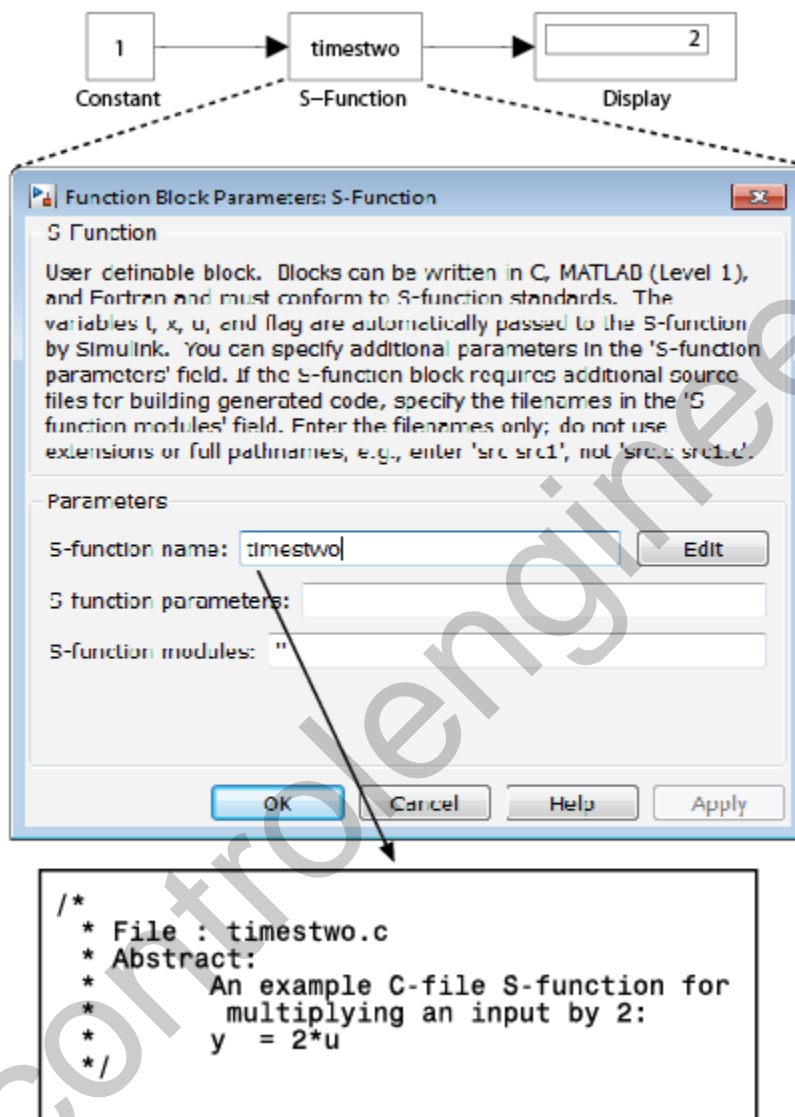 1
timestwo
2
Constant
S-Function
Display
Function Block Parameters: S-Function
S Function
User definable block. Blocks can be written in C, MATLAB (Level 1),
and Fortran and must conform to S-function standards. The
variables t, x, u, and flag are automatically passed to the S-function
by Simulink. You can specify additional parameters in the 'S-function
parameters' field. If the S-function block requires additional source
files for building generated code, specify the filenames in the 'S
function modules' field. Enter the filenames only; do not use
extensions or full pathnames, e.g., enter 'src src1', not 'src.c src1.c'.
Parameters
S-function name: timestwo
Edit
S function parameters:
S-function modules: ''
OK Cancel Help Apply
/*
* File : timestwo.c
* Abstract:
* An example C-file S-function for
* multiplying an input by 2:
* y = 2*u
*/
controlenginee